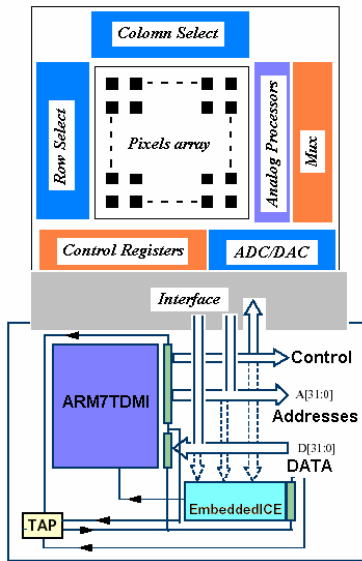 Colomn Select
Row Select
Pixels array
Analog Processors
Mux
Control Registers
ADC/DAC
Interface
Control
ARM7TDMI
A[31:0]
Addresses
D[31:0]
DATA
EmbeddedICE
TAP